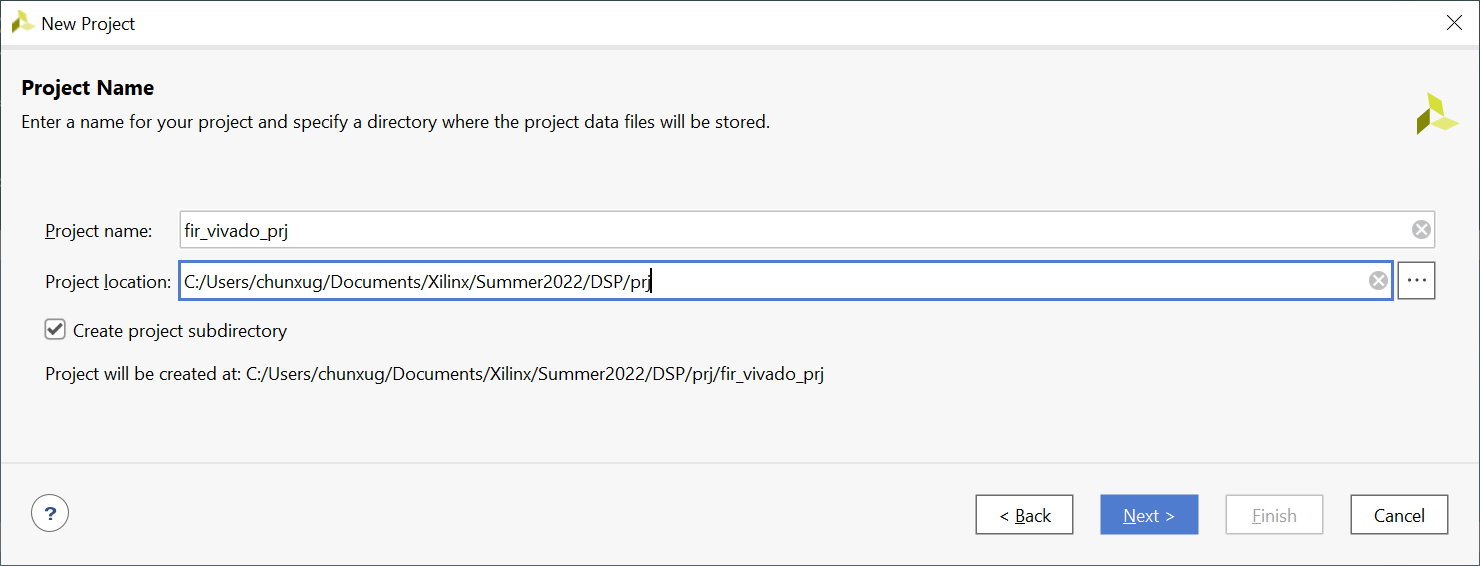 New Project
Project Name
Enter a name for your project and specify a directory where the project data files will be stored.
Project name: fir_vivado_prj
Project location: C:/Users/chunxug/Documents/Xilinx/Summer2022/DSP/prj
...
Create project subdirectory
Project will be created at: C:/Users/chunxug/Documents/Xilinx/Summer2022/DSP/prj/fir_vivado_prj
? < Back Next > Finish Cancel